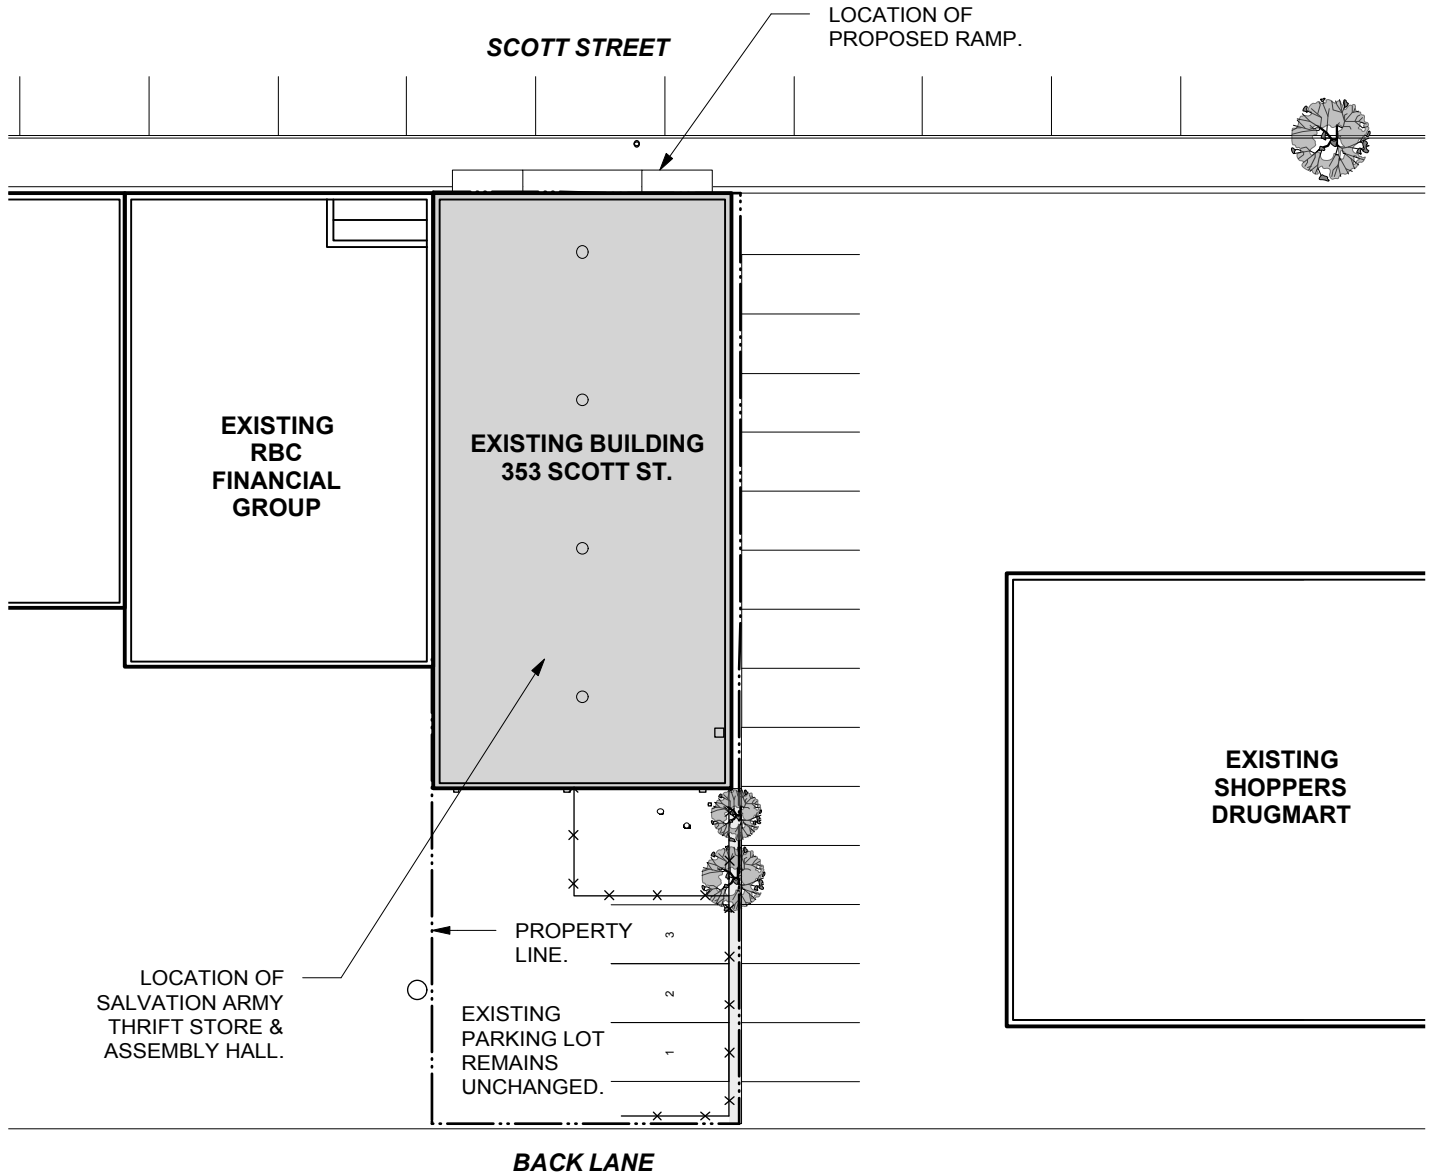 LOCATION OF
PROPOSED RAMP.
SCOTT STREET
EXISTING
RBC
FINANCIAL
GROUP
EXISTING BUILDING
353 SCOTT ST.
EXISTING
SHOPPERS
DRUGMART
PROPERTY
LINE.
3
LOCATION OF
SALVATION ARMY
THRIFT STORE &
ASSEMBLY HALL.
2
EXISTING
PARKING LOT
REMAINS
UNCHANGED.
1
BACK LANE